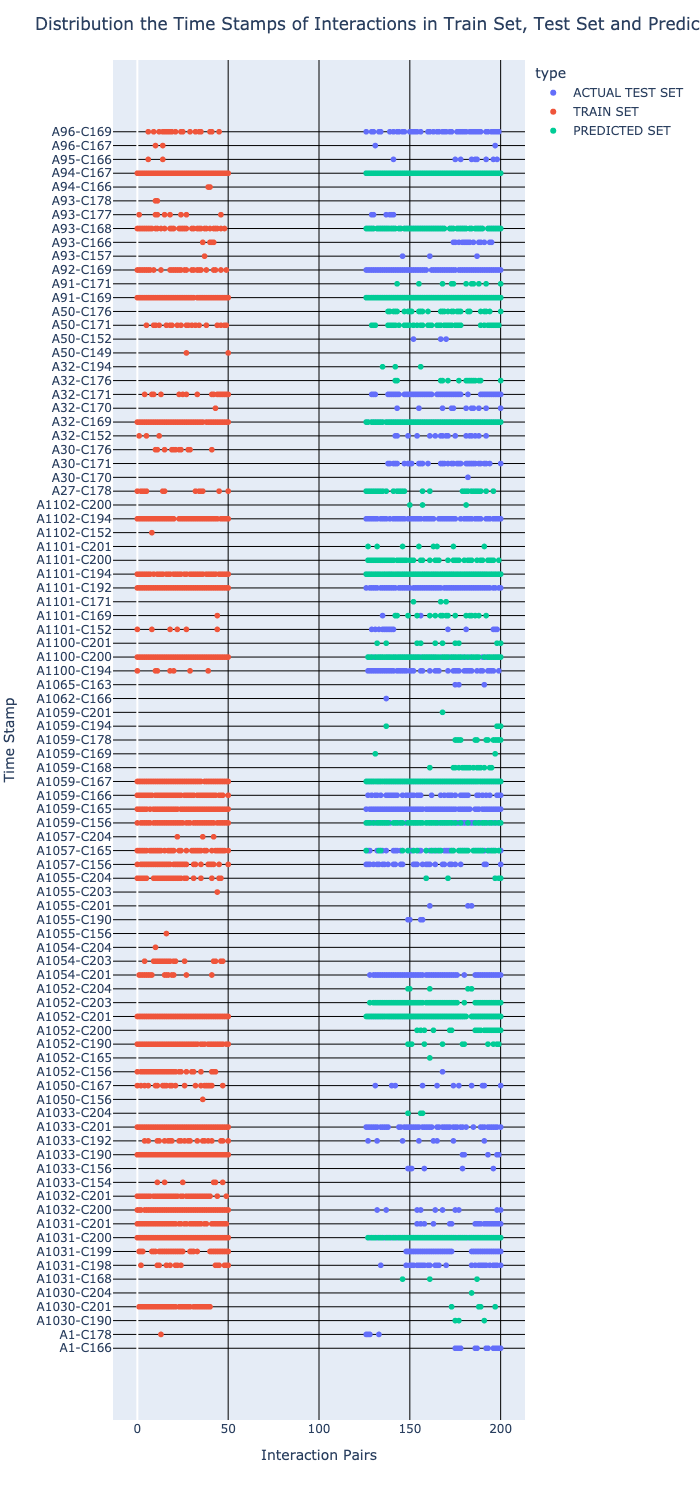 Distribution the Time Stamps of Interactions in Train Set, Test Set and Predic
type
ACTUAL TEST SET
TRAIN SET
PREDICTED SET
A96-C169
A96-C167
A95-C166
A94-C167
A94-C166
A93-C178
A93-C177
A93-C168
A93-C166
A93-C157
A92-C169
A91-C171
A91-C169
A50-C176
A50-C171
A50-C152
A50-C149
A32-C194
A32-C176
A32-C171
A32-C170
A32-C169
A32-C152
A30-C176
A30-C171
A30-C170
A27-C178
A1102-C200
A1102-C194
A1102-C152
A1101-C201
A1101-C200
A1101-C194
A1101-C192
A1101-C171
A1101-C169
A1101-C152
A1100-C201
A1100-C200
A1100-C194
A1065-C163
A1062-C166
A1059-C201
A1059-C194
A1059-C178
A1059-C169
A1059-C168
A1059-C167
A1059-C166
A1059-C165
A1059-C156
A1057-C204
A1057-C165
A1057-C156
A1055-C204
A1055-C203
A1055-C201
A1055-C190
A1055-C156
A1054-C204
A1054-C203
A1054-C201
A1052-C204
A1052-C203
A1052-C201
A1052-C200
A1052-C190
A1052-C165
A1052-C156
A1050-C167
A1050-C156
A1033-C204
A1033-C201
A1033-C192
A1033-C190
A1033-C156
A1033-C154
A1032-C201
A1032-C200
A1031-C201
A1031-C200
A1031-C199
A1031-C198
A1031-C168
A1030-C204
A1030-C201
A1030-C190
A1-C178
A1-C166
Time Stamp
0 50 100 150 200
Interaction Pairs